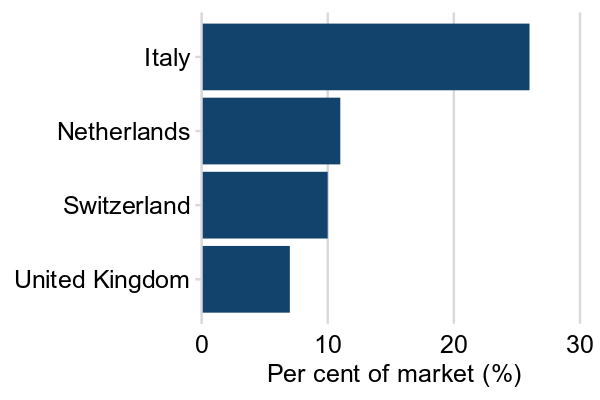 Italy
Netherlands
Switzerland
United Kingdom
0 10 20 30
Per cent of market (%)